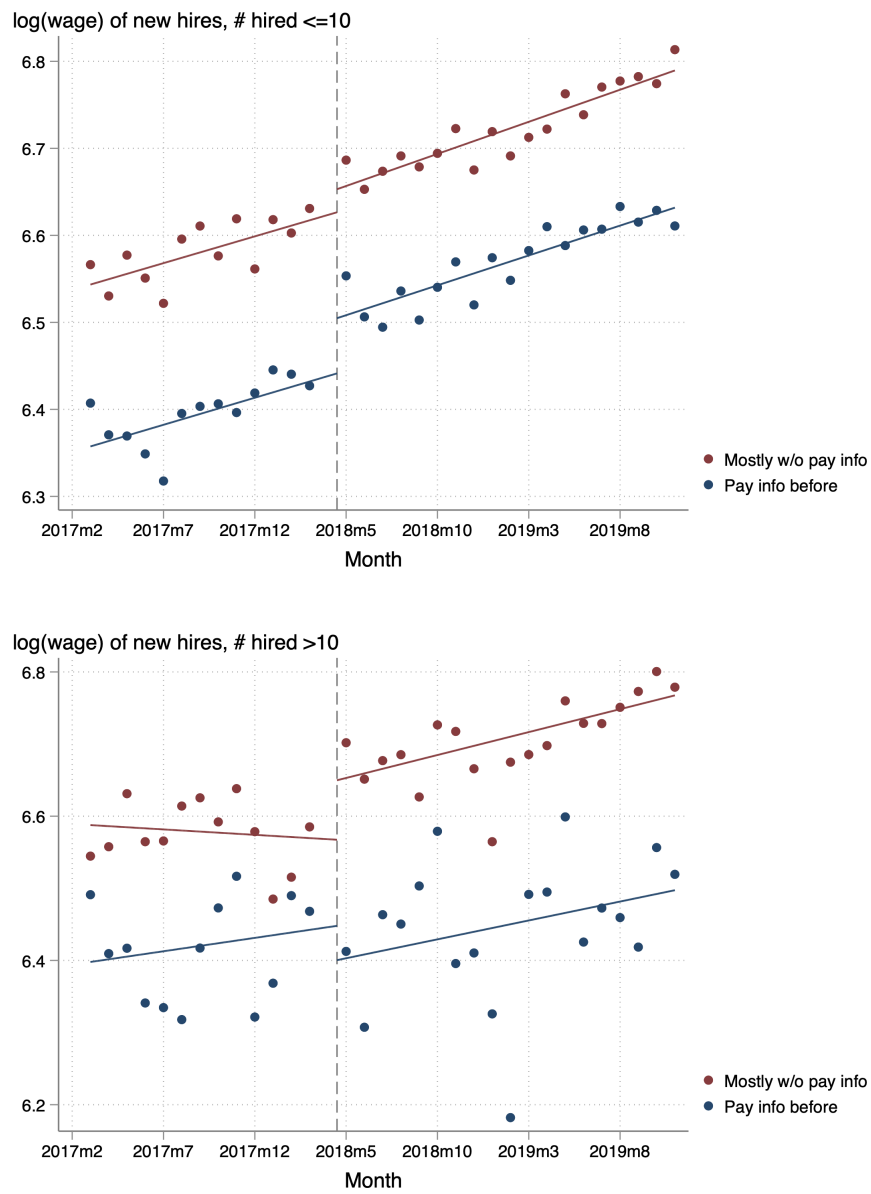 log(wage) of new hires, # hired <=10
6.8
6.7
6.6
6.5
6.4
6.3
2017m2 2017m7 2017m12 2018m5 2018m10 2019m3 2019m8
Month
Mostly w/o pay info
Pay info before
log(wage) of new hires, # hired >10
6.8
6.6
6.4
6.2
2017m2 2017m7 2017m12 2018m5 2018m10 2019m3 2019m8
Month
Mostly w/o pay info
Pay info before